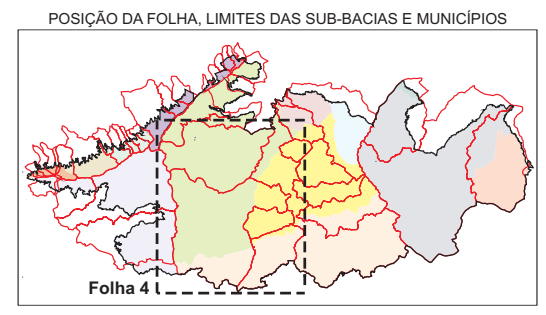 POSIÇÃO DA FOLHA, LIMITES DAS SUB-BACIAS E MUNICÍPIOS
Folha 4